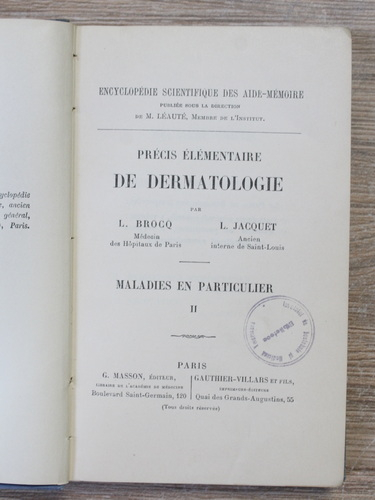 clopédie
, ancien
général,
, Paris.
ENCYCLOPÉDIE SCIENTIFIQUE DES AIDE-MÉMOIRE
PUBLIÉE SOUS LA DIRECTION
DE M. LÉAUTÉ, MEMBRE DE L'INSTITUT.
PRÉCIS ÉLÉMENTAIRE
DE DERMATOLOGIE
PAR
L. BROCQ L. JACQUET
Médecin Ancien
des Hôpitaux de Paris interne de Saint-Louis
MALADIES EN PARTICULIER
II
PARIS
G. MASSON, ÉDITEUR, GAUTHIER-VILLARS ET FILS,
LIBRAIRE DE L'ACADÉMIE DE MÉDECINE IMPRIMEURS-ÉDITEURS
Boulevard Saint-Germain, 120 Quai des Grands-Augustins, 55
(Tous droits réservés)